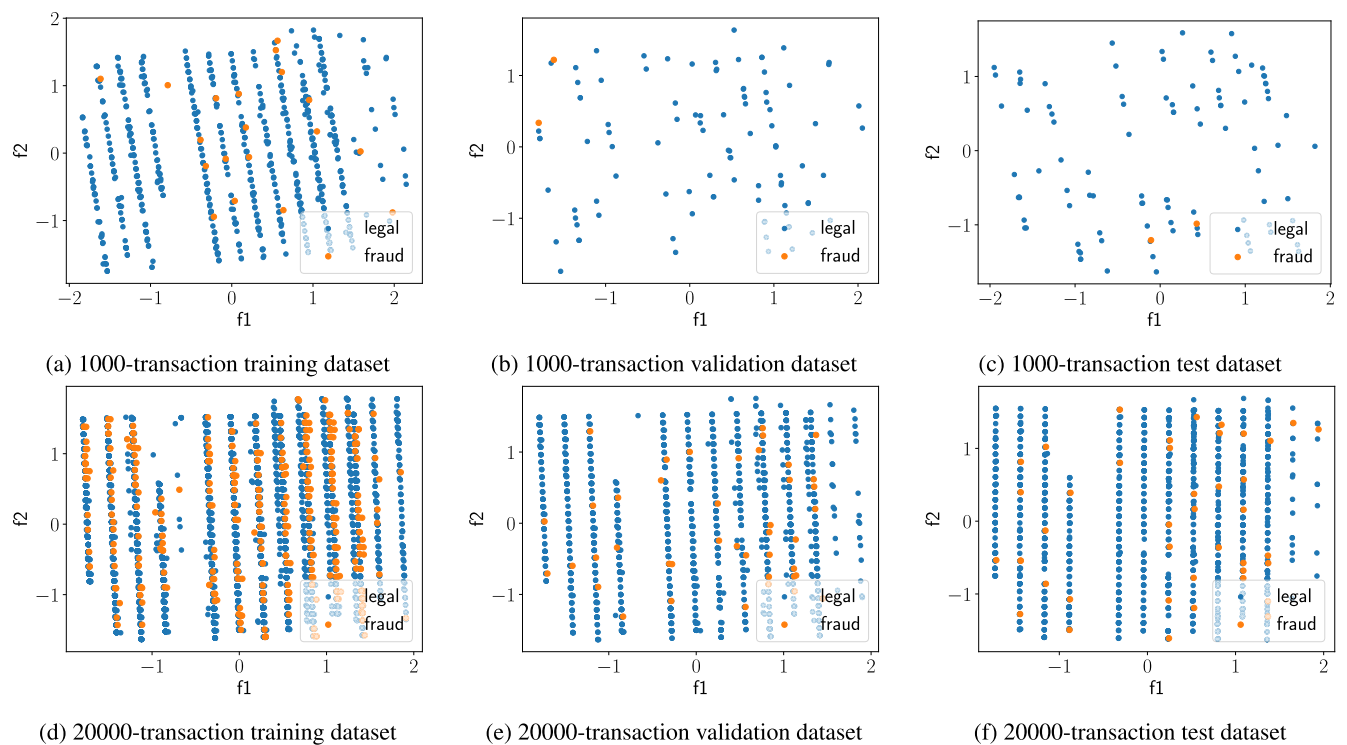 2
1
0
−1
f2
−2
−1
0
1
2
f1
legal
fraud
(a) 1000-transaction training dataset
1
0
−1
f2
−1
0
1
2
f1
legal
fraud
(b) 1000-transaction validation dataset
1
0
−1
f2
−2
−1
0
1
2
f1
legal
fraud
(c) 1000-transaction test dataset
1
0
−1
f2
−1
0
1
2
f1
legal
fraud
(d) 20000-transaction training dataset
1
0
−1
f2
−1
0
1
2
f1
legal
fraud
(e) 20000-transaction validation dataset
1
0
−1
f2
−1
0
1
2
f1
legal
fraud
(f) 20000-transaction test dataset